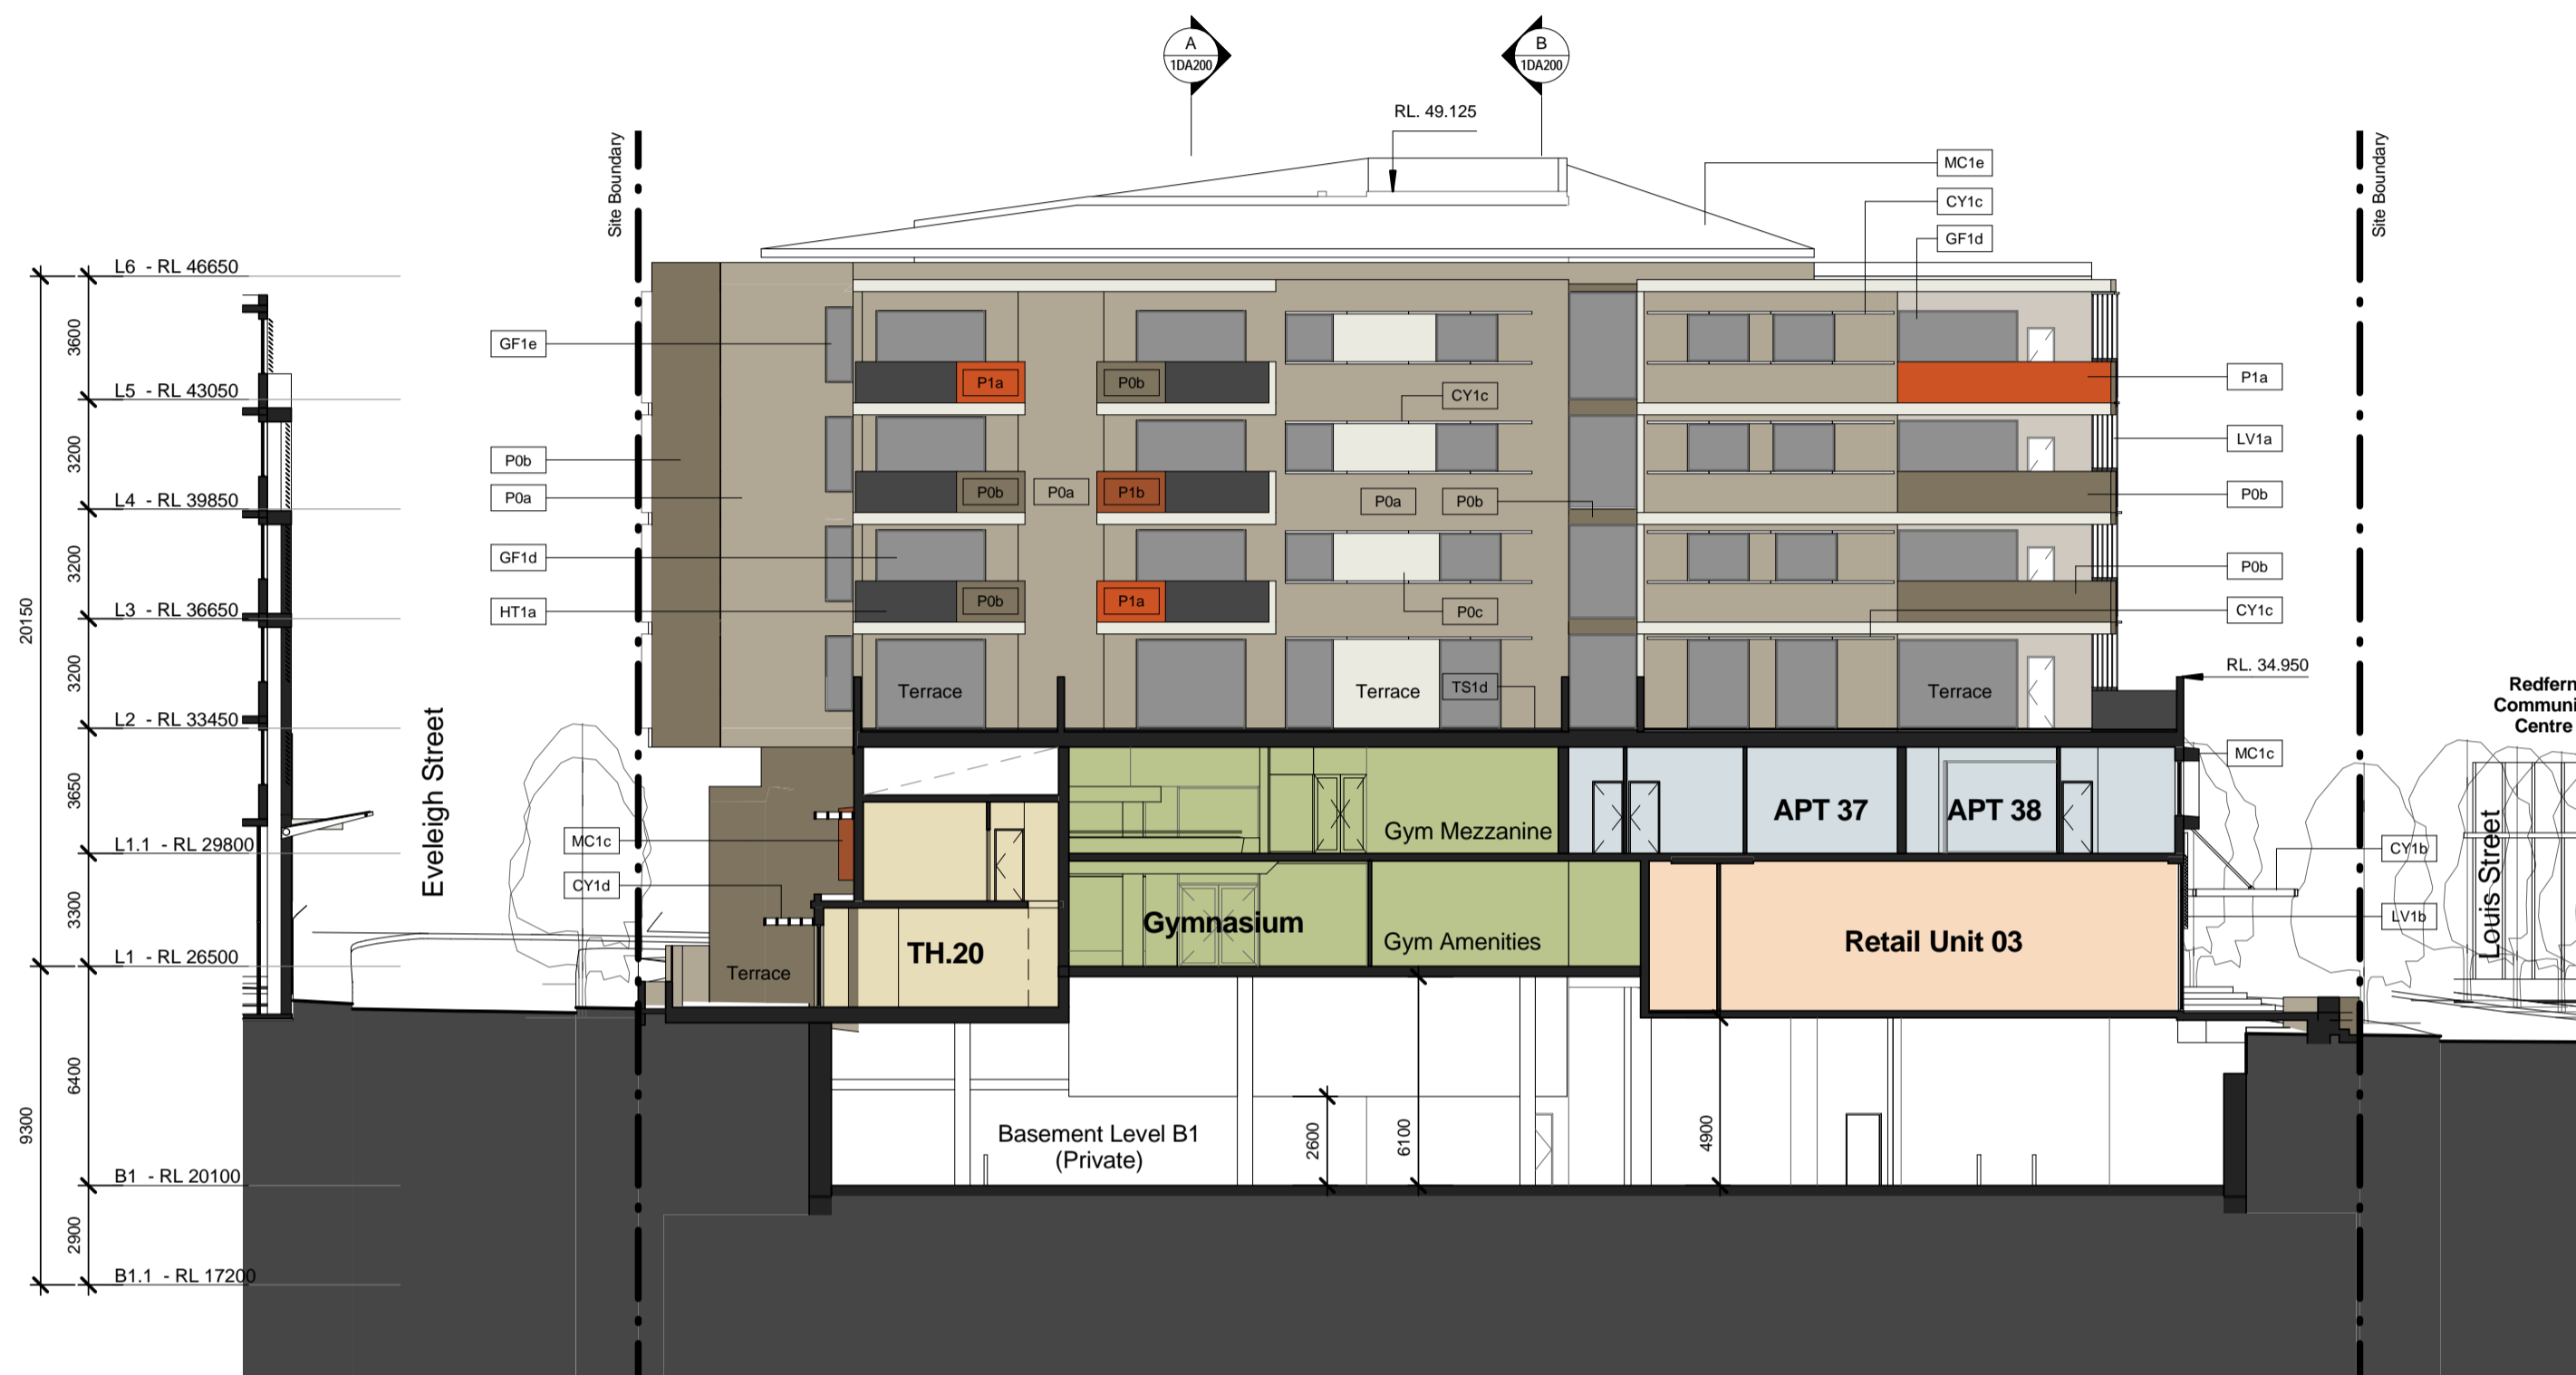 A
1DA200
B
1DA200
RL. 49.125
Site Boundary
Site Boundary
MC1e
CY1c
GF1d
L6 - RL 46650
3600
GF1e
P1a
P0b
P1a
L5 - RL 43050
CY1c
3200
P0b
LV1a
P0a
P0b
P0a
P1b
P0a
P0b
P0b
L4 - RL 39850
3200
GF1d
P0b
HT1a
P0b
P1a
P0c
CY1c
L3 - RL 36650
20150
3200
Terrace
Terrace
TS1d
Terrace
RL. 34.950
Redfern
Communi
Centre
L2 - RL 33450
Eveleigh Street
3650
MC1c
APT 37
APT 38
Gym Mezzanine
MC1c
L1.1 - RL 29800
CY1b
CY1d
Louis Street
3300
LV1b
Gymnasium
Gym Amenities
Retail Unit 03
TH.20
Terrace
L1 - RL 26500
6400
9300
Basement Level B1
(Private)
2600
6100
4900
B1 - RL 20100
2900
B1.1 - RL 17200